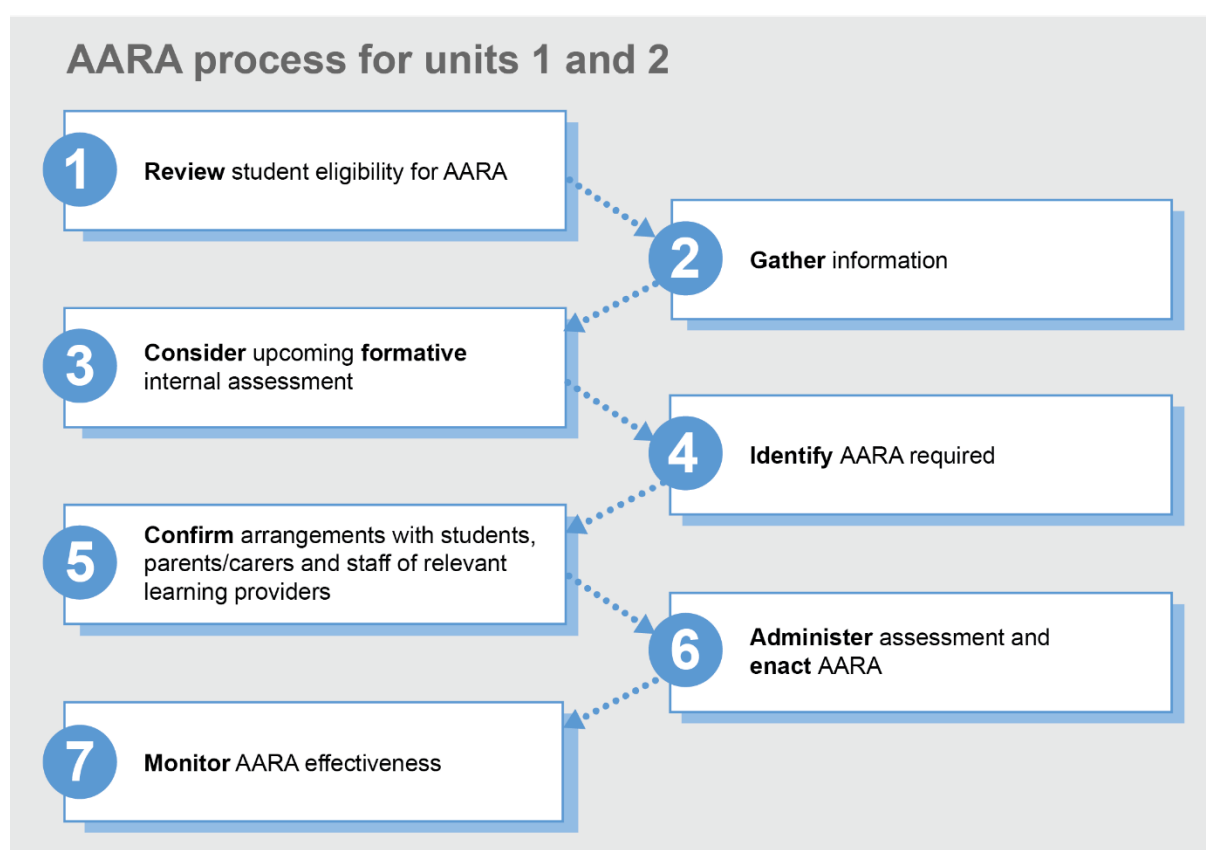 AARA process for units 1 and 2
1
Review student eligibility for AARA
2
Gather information
3
Consider upcoming formative
internal assessment
4
Identify AARA required
5
Confirm arrangements with students,
parents/carers and staff of relevant
learning providers
6
Administer assessment and
enact AARA
7
Monitor AARA effectiveness